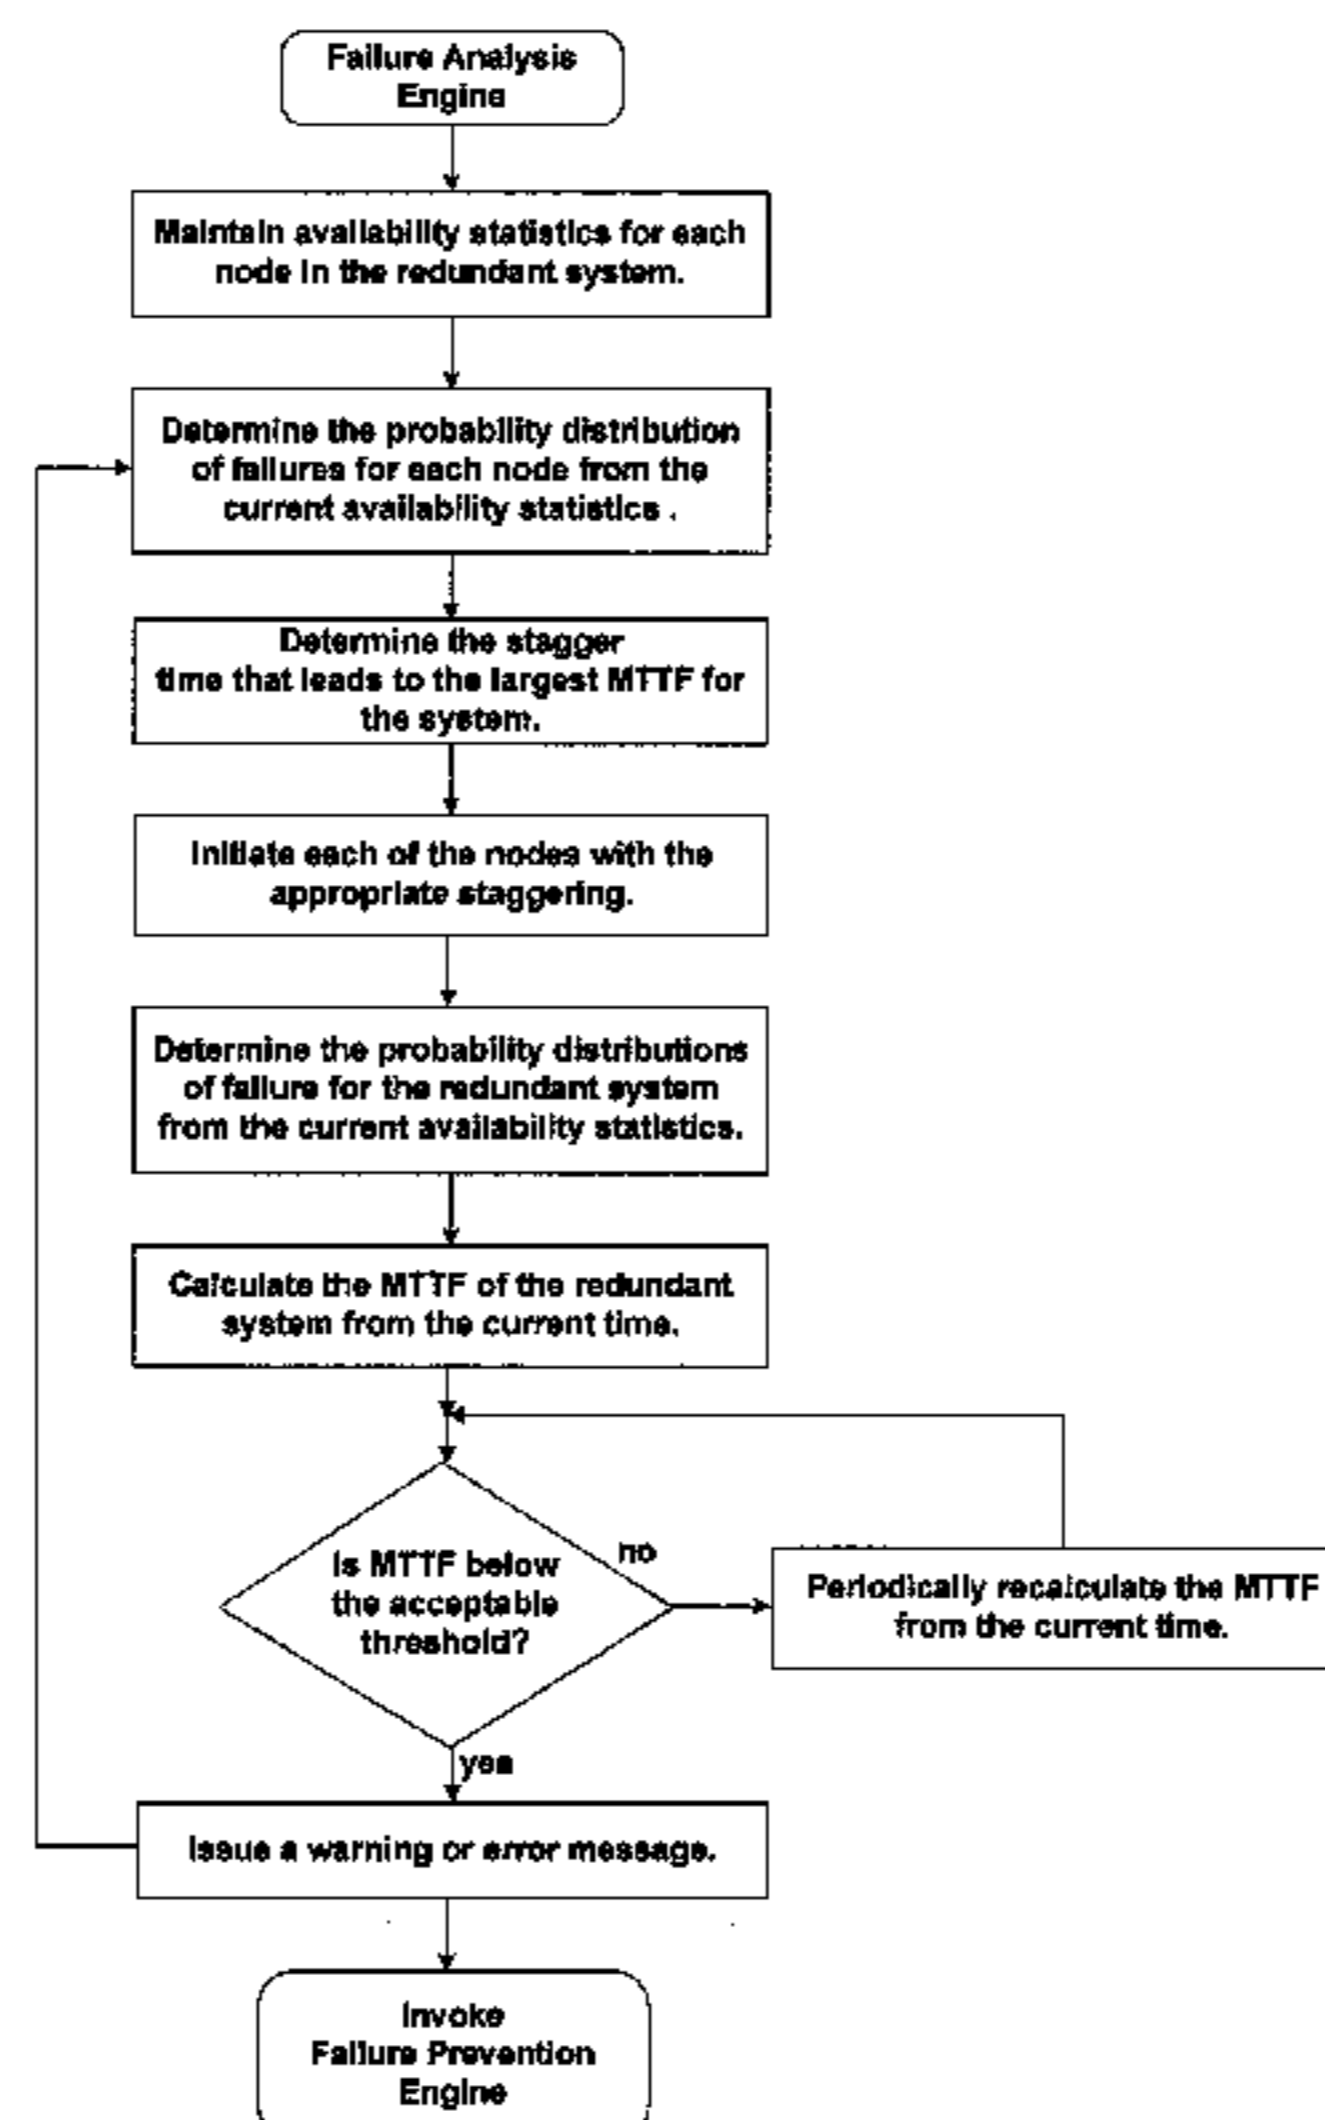 Failure Analysis
Engine
Maintain availability statistics for each
node in the redundant system.
Determine the probability distribution
of failures for each node from the
current availability statistics .
Determine the stagger
time that leads to the largest MTTF for
the system.
Initiate each of the nodes with the
appropriate staggering.
Determine the probability distributions
of failure for the redundant system
from the current availability statistics.
Calculate the MTTF of the redundant
system from the current time.
Is MTTF below
the acceptable
threshold?
no
Periodically recalculate the MTTF
from the current time.
yes
Issue a warning or error message.
Invoke
Failure Prevention
Engine